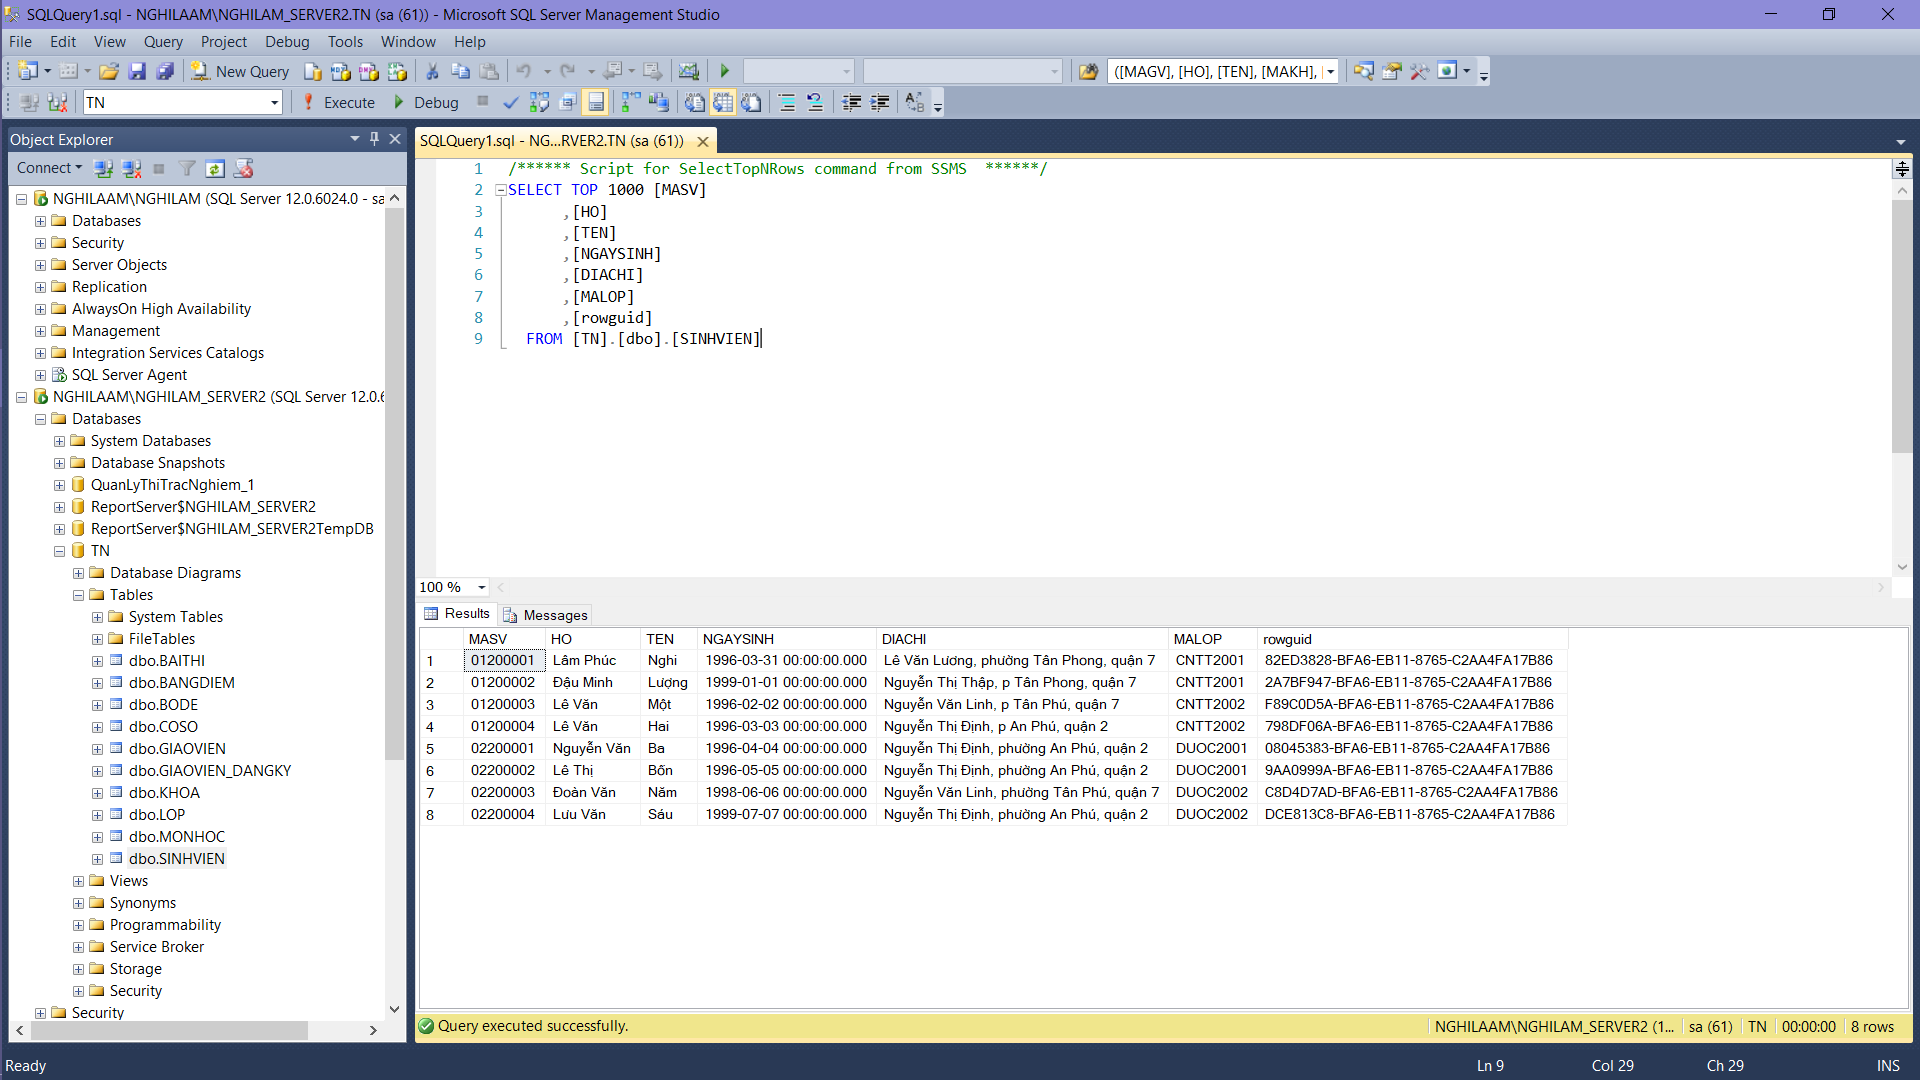 SQLQuery1.sql - NGHILAAM\NGHILAM_SERVER2.TN (sa (61)) - Microsoft SQL Server Management Studio
File Edit View Query Project Debug Tools Window Help
New Query ([MAGV], [HO], [TEN], [MAKH],
TN Execute Debug
Object Explorer
Connect
NGHILAAM\NGHILAM (SQL Server 12.0.6024.0 - sa
Databases
Security
Server Objects
Replication
AlwaysOn High Availability
Management
Integration Services Catalogs
SQL Server Agent
NGHILAAM\NGHILAM_SERVER2 (SQL Server 12.0.6
Databases
System Databases
Database Snapshots
QuanLyThiTracNghiem_1
ReportServer$NGHILAM_SERVER2
ReportServer$NGHILAM_SERVER2TempDB
TN
Database Diagrams
Tables
System Tables
FileTables
dbo.BAITHI
dbo.BANGDIEM
dbo.BODE
dbo.COSO
dbo.GIAOVIEN
dbo.GIAOVIEN_DANGKY
dbo.KHOA
dbo.LOP
dbo.MONHOC
dbo.SINHVIEN
Views
Synonyms
Programmability
Service Broker
Storage
Security
Security
SQLQuery1.sql - NG...RVER2.TN (sa (61))
1 /****** Script for SelectTopNRows command from SSMS ******/
2 SELECT TOP 1000 [MASV]
3 ,[HO]
4 ,[TEN]
5 ,[NGAYSINH]
6 ,[DIACHI]
7 ,[MALOP]
8 ,[rowguid]
9 FROM [TN].[dbo].[SINHVIEN]
100 %
Results Messages
MASV HO TEN NGAYSINH DIACHI MALOP rowguid
1 01200001 Lâm Phúc Nghi 1996-03-31 00:00:00.000 Lê Văn Lương, phường Tân Phong, quận 7 CNTT2001 82ED3828-BFA6-EB11-8765-C2AA4FA17B86
2 01200002 Đậu Minh Lượng 1999-01-01 00:00:00.000 Nguyễn Thị Thập, p Tân Phong, quận 7 CNTT2001 2A7BF947-BFA6-EB11-8765-C2AA4FA17B86
3 01200003 Lê Văn Một 1996-02-02 00:00:00.000 Nguyễn Văn Linh, p Tân Phú, quận 7 CNTT2002 F89C0D5A-BFA6-EB11-8765-C2AA4FA17B86
4 01200004 Lê Văn Hai 1996-03-03 00:00:00.000 Nguyễn Thị Định, p An Phú, quận 2 CNTT2002 798DF06A-BFA6-EB11-8765-C2AA4FA17B86
5 02200001 Nguyễn Văn Ba 1996-04-04 00:00:00.000 Nguyễn Thị Định, phường An Phú, quận 2 DUOC2001 08045383-BFA6-EB11-8765-C2AA4FA17B86
6 02200002 Lê Thị Bốn 1996-05-05 00:00:00.000 Nguyễn Thị Định, phường An Phú, quận 2 DUOC2001 9AA0999A-BFA6-EB11-8765-C2AA4FA17B86
7 02200003 Đoàn Văn Năm 1998-06-06 00:00:00.000 Nguyễn Văn Linh, phường Tân Phú, quận 7 DUOC2002 C8D4D7AD-BFA6-EB11-8765-C2AA4FA17B86
8 02200004 Lưu Văn Sáu 1999-07-07 00:00:00.000 Nguyễn Thị Định, phường An Phú, quận 2 DUOC2002 DCE813C8-BFA6-EB11-8765-C2AA4FA17B86
Query executed successfully. NGHILAAM\NGHILAM_SERVER2 (1... sa (61) TN 00:00:00 8 rows
Ready Ln 9 Col 29 Ch 29 INS